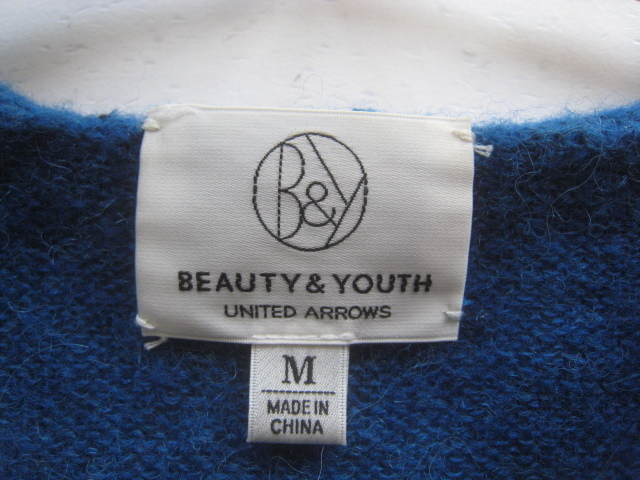 B&Y
BEAUTY & YOUTH
UNITED ARROWS
M
MADE IN
CHINA